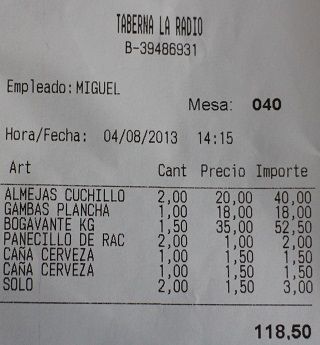 TABERNA LA RADIO
B-39486931
Empleado: MIGUEL
Mesa: 040
Hora/Fecha: 04/08/2013 14:15
Art Cant Precio Importe
ALMEJAS CUCHILLO 2,00 20,00 40,00
GAMBAS PLANCHA 1,00 18,00 18,00
BOGAVANTE KG 1,50 35,00 52,50
PANECILLO DE RAC 2,00 1,00 2,00
CAÑA CERVEZA 1,00 1,50 1,50
CAÑA CERVEZA 1,00 1,50 1,50
SOLO 2,00 1,50 3,00
118,50